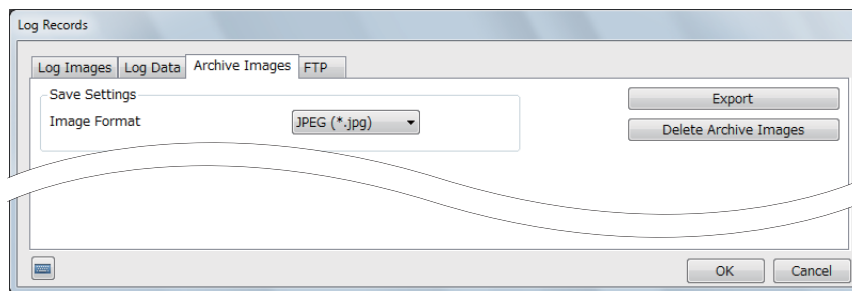 Log Records
Log Images Log Data Archive Images FTP
Save Settings
Image Format JPEG (*.jpg)
Export
Delete Archive Images
OK Cancel